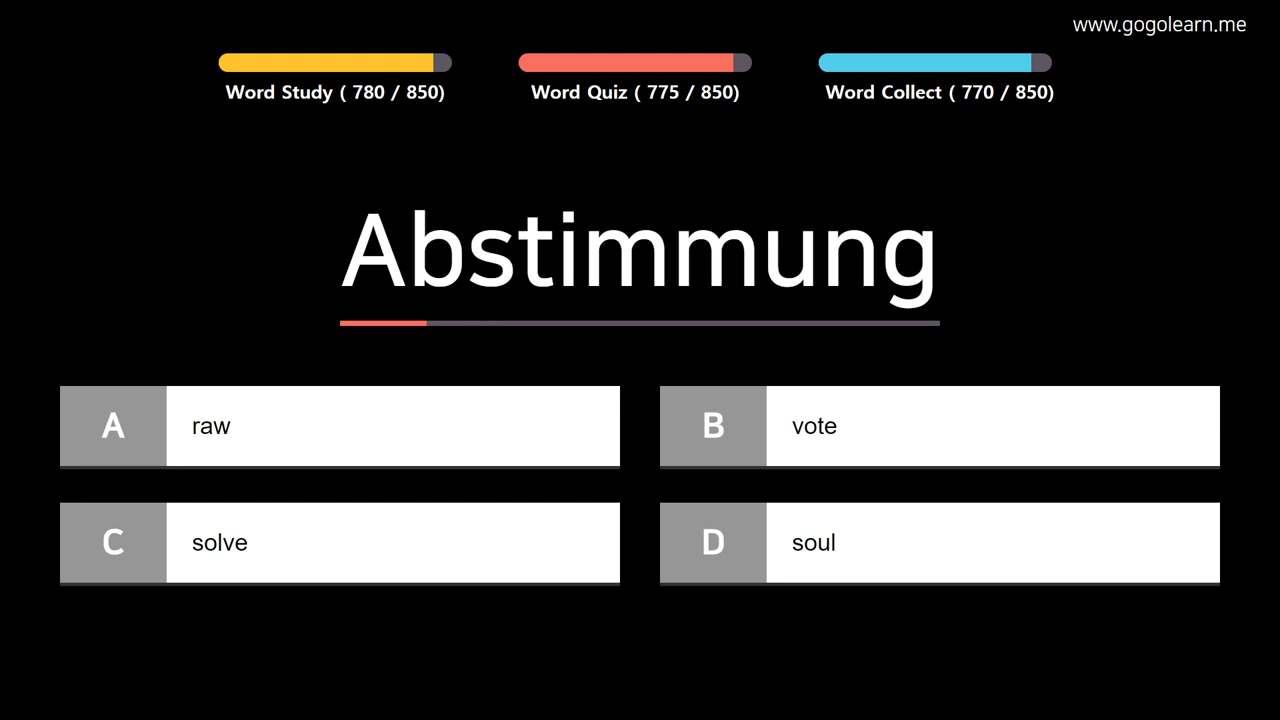 www.gogolearn.me
Word Study ( 780 / 850)
Word Quiz ( 775 / 850)
Word Collect ( 770 / 850)
Abstimmung
A raw
B vote
C solve
D soul